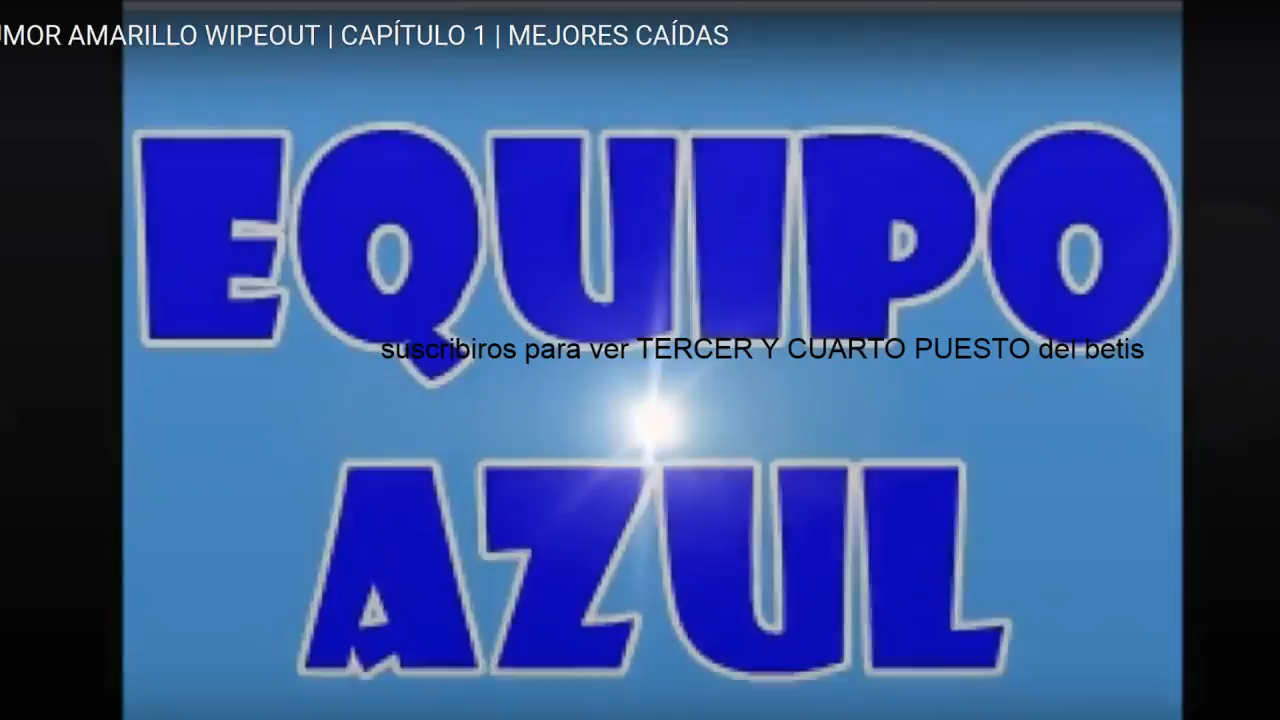 UMOR AMARILLO WIPEOUT | CAPÍTULO 1 | MEJORES CAÍDAS
EQUIPO
suscribiros para ver TERCER Y CUARTO PUESTO del betis
AZUL